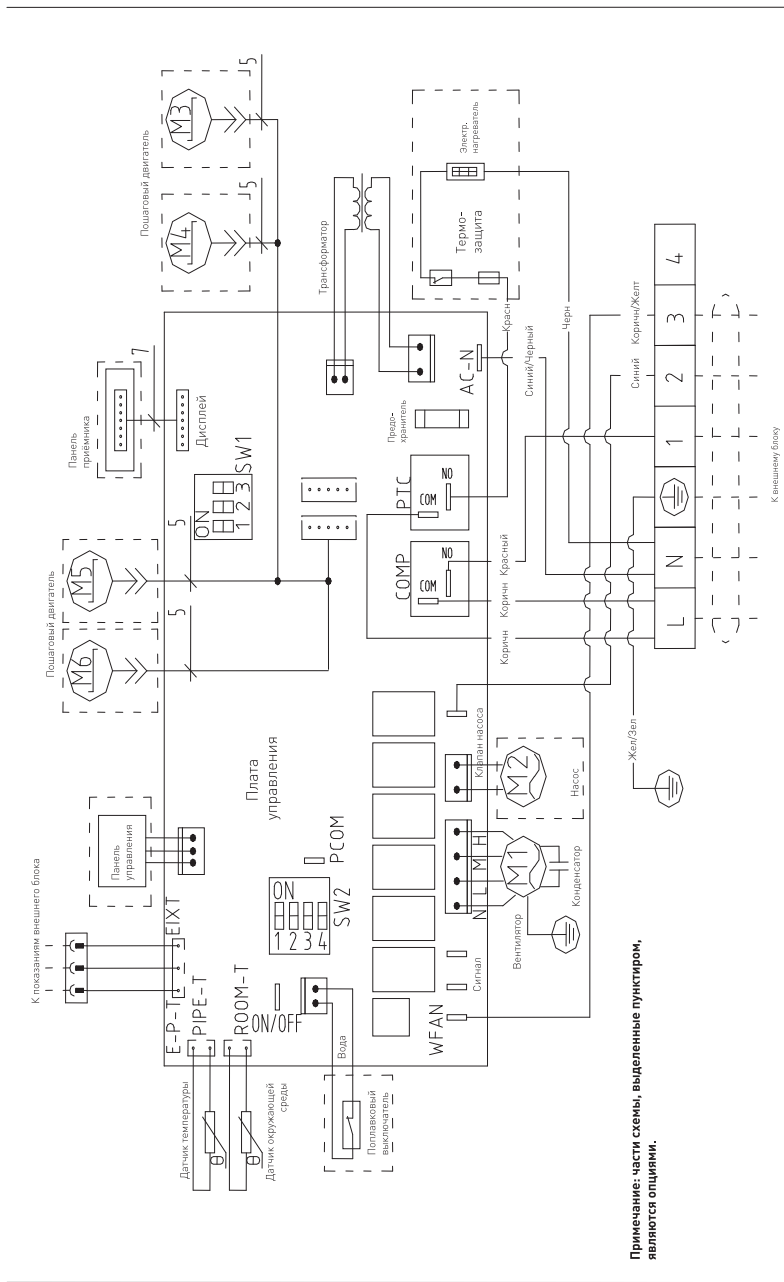 Пошаговый двигатель
M3
5
M4
5
Трансформатор
Электр.
нагреватель
Термо-
защита
Панель
приёмника
7
Дисплей
ON
1 2 3
SW1
Предо-
хранитель
AC-N
Красн
Синий/Черный
Черн
Коричн/Желт
Синий
Пошаговый двигатель
M5
5
M6
5
PTC
COM
NO
COMP
COM
NO
Красный
Коричн
Коричн
4
3
2
1
N
L
К внешнему блоку
Плата
управления
Панель
управления
PCOM
ON
1 2 3 4
SW2
Клапан насоса
M2
Насос
N L M H
M1
Конденсатор
Вентилятор
Жел/Зел
К показаниям внешнего блока
EIXT
E-P-T
PIPE-T
ROOM-T
ON/OFF
Вода
Сигнал
WFAN
Датчик температуры
θ
Датчик окружающей
среды
θ
Поплавковый
выключатель
Примечание: части схемы, выделенные пунктиром,
являются опциями.